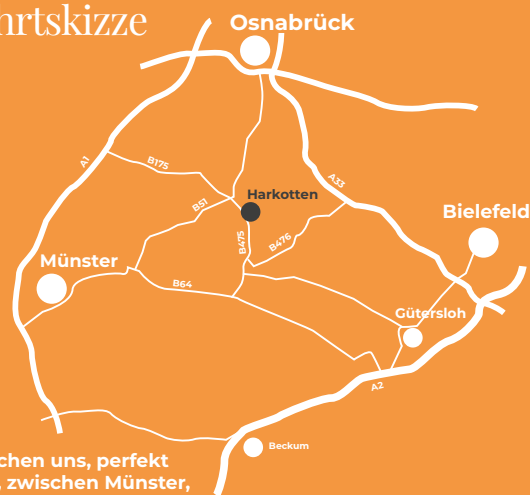 hrtskizze
Osnabrück
A1
B175
A33
B51
Harkotten
Bielefeld
B475
B476
Münster
B64
Gütersloh
A2
Beckum
chen uns, perfekt
, zwischen Münster,